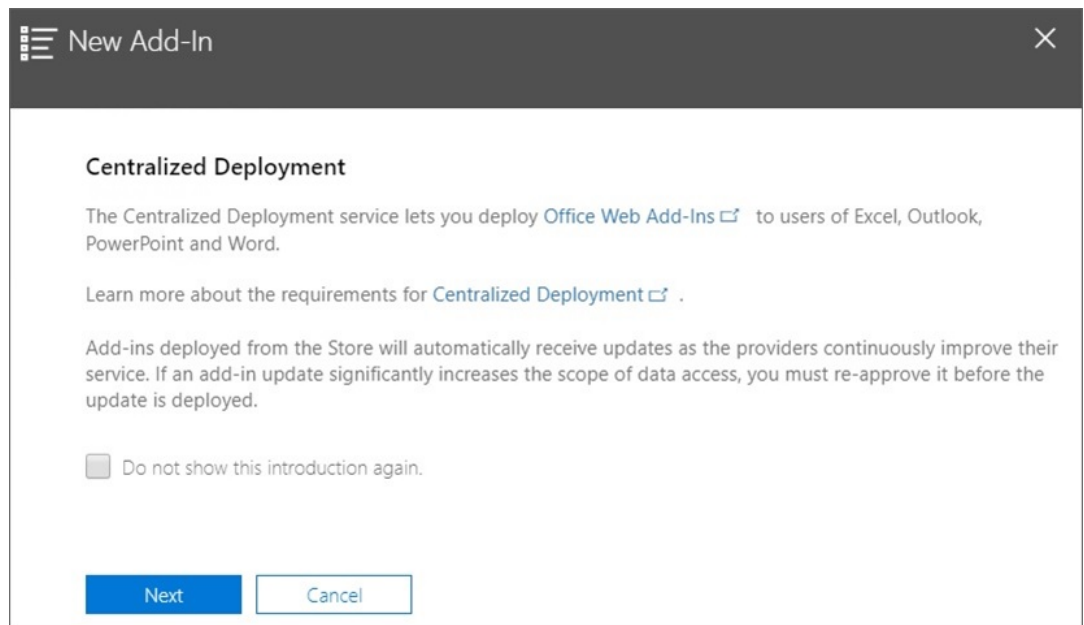 New Add-In
Centralized Deployment
The Centralized Deployment service lets you deploy Office Web Add-Ins to users of Excel, Outlook,
PowerPoint and Word.
Learn more about the requirements for Centralized Deployment .
Add-ins deployed from the Store will automatically receive updates as the providers continuously improve their
service. If an add-in update significantly increases the scope of data access, you must re-approve it before the
update is deployed.
Do not show this introduction again.
Next Cancel